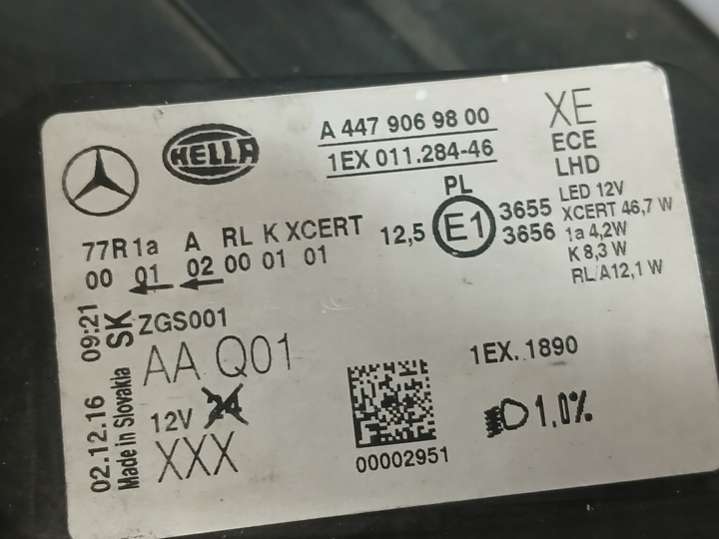 HELLA
A 447 906 98 00
1EX 011.284-46
XE
ECE
LHD
LED 12V
XCERT 46,7 W
1a 4,2W
K 8,3 W
RL/A12,1 W
PL
12,5 E1 3655
3656
77R 1a A RL K XCERT
00 01 02 00 01 01
02.12.16 09:21
Made in Slovakia SK
ZGS001
AA Q01
12V 24
XXX
1EX. 1890
1.0%
00002951